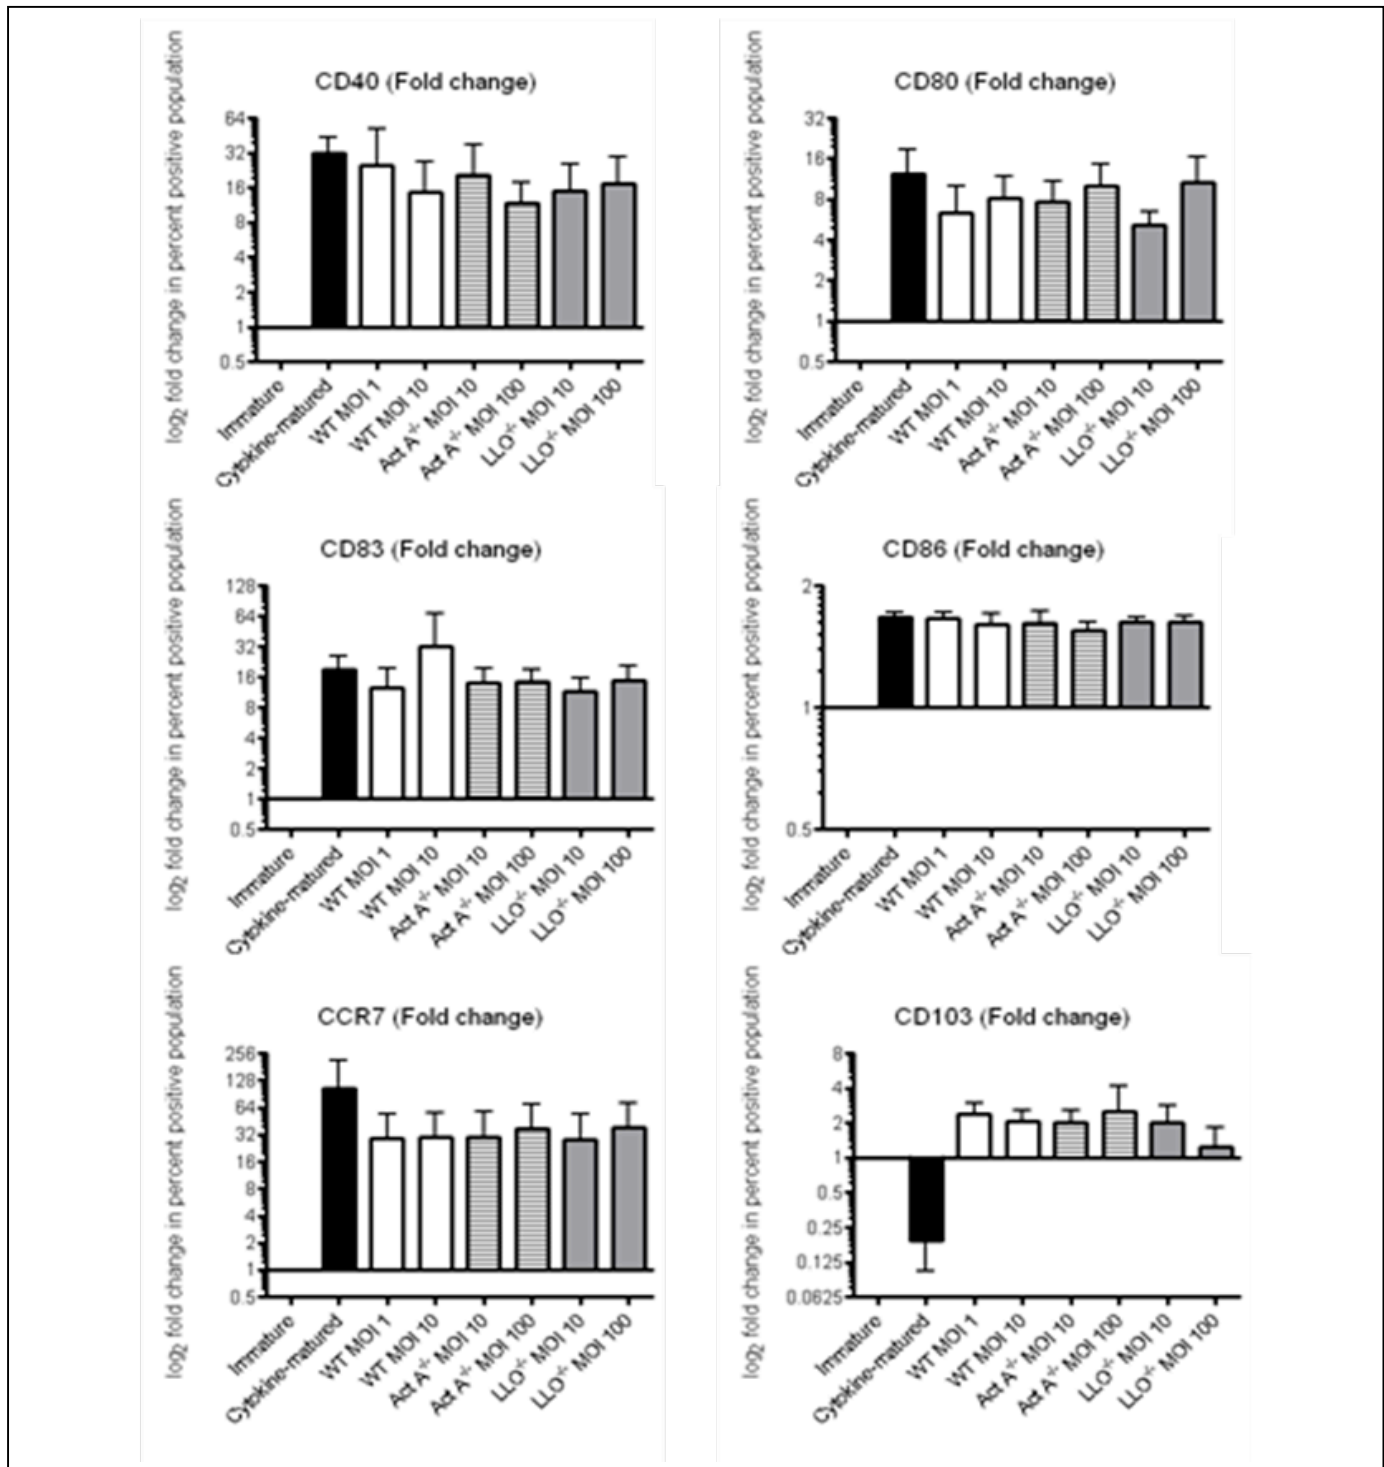 log2 fold change in percent positive population
CD40 (Fold change)
64
32
16
8
4
2
1
0.5
Immature
Cytokine-matured
WT MOI 1
WT MOI 10
Act A-/- MOI 10
Act A-/- MOI 100
LLO-/- MOI 10
LLO-/- MOI 100
log2 fold change in percent positive population
CD80 (Fold change)
32
16
8
4
2
1
0.5
Immature
Cytokine-matured
WT MOI 1
WT MOI 10
Act A-/- MOI 10
Act A-/- MOI 100
LLO-/- MOI 10
LLO-/- MOI 100
log2 fold change in percent positive population
CD83 (Fold change)
128
64
32
16
8
4
2
1
0.5
Immature
Cytokine-matured
WT MOI 1
WT MOI 10
Act A-/- MOI 10
Act A-/- MOI 100
LLO-/- MOI 10
LLO-/- MOI 100
log2 fold change in percent positive population
CD86 (Fold change)
2
1
0.5
Immature
Cytokine-matured
WT MOI 1
WT MOI 10
Act A-/- MOI 10
Act A-/- MOI 100
LLO-/- MOI 10
LLO-/- MOI 100
log2 fold change in percent positive population
CCR7 (Fold change)
256
128
64
32
16
8
4
2
1
0.5
Immature
Cytokine-matured
WT MOI 1
WT MOI 10
Act A-/- MOI 10
Act A-/- MOI 100
LLO-/- MOI 10
LLO-/- MOI 100
log2 fold change in percent positive population
CD103 (Fold change)
8
4
2
1
0.5
0.25
0.125
0.0625
Immature
Cytokine-matured
WT MOI 1
WT MOI 10
Act A-/- MOI 10
Act A-/- MOI 100
LLO-/- MOI 10
LLO-/- MOI 100